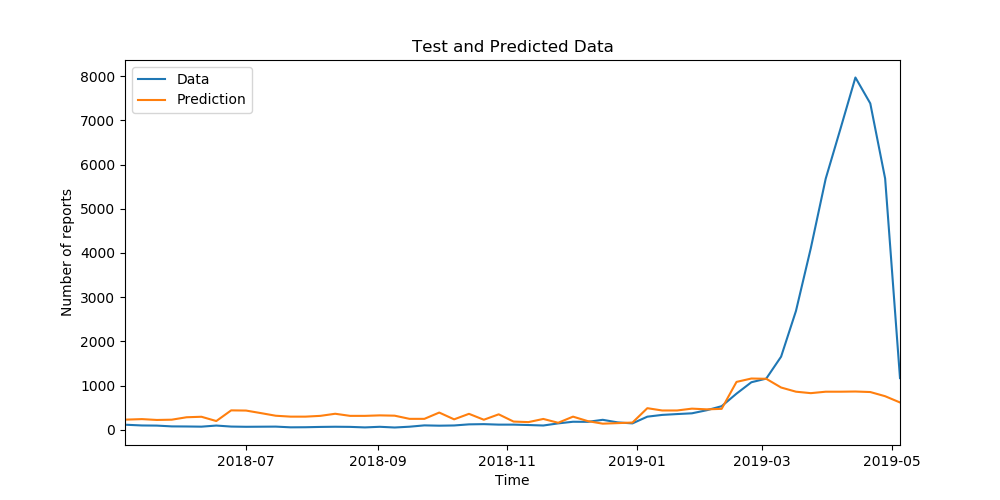 Test and Predicted Data
Data
Prediction
8000
7000
6000
5000
4000
3000
2000
1000
0
Number of reports
2018-07 2018-09 2018-11 2019-01 2019-03 2019-05
Time